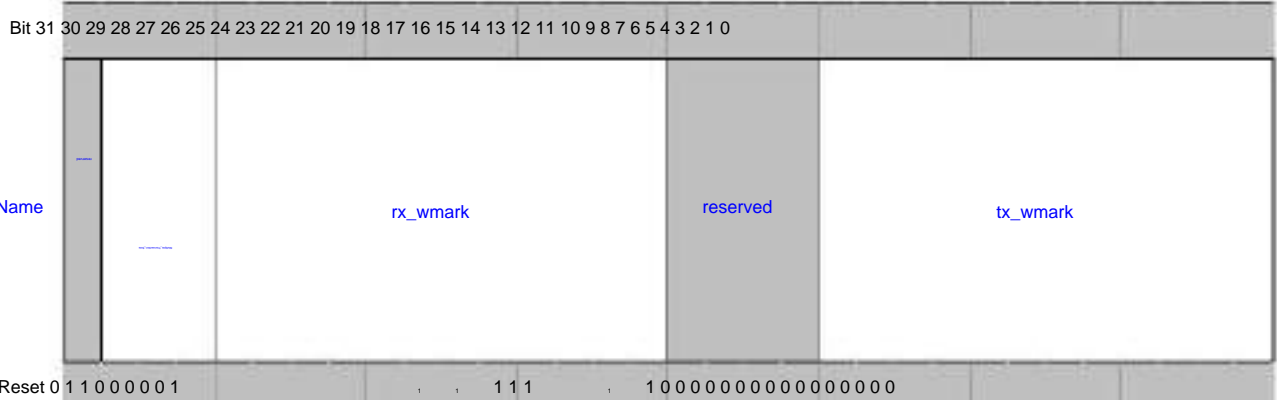 Bit 31 30 29 28 27 26 25 24 23 22 21 20 19 18 17 16 15 14 13 12 11 10 9 8 7 6 5 4 3 2 1 0
Name
rx_wmark
reserved
tx_wmark
Reset 0 1 1 0 0 0 0 0 1 , , 1 1 1 , 1 0 0 0 0 0 0 0 0 0 0 0 0 0 0 0 0 0 0